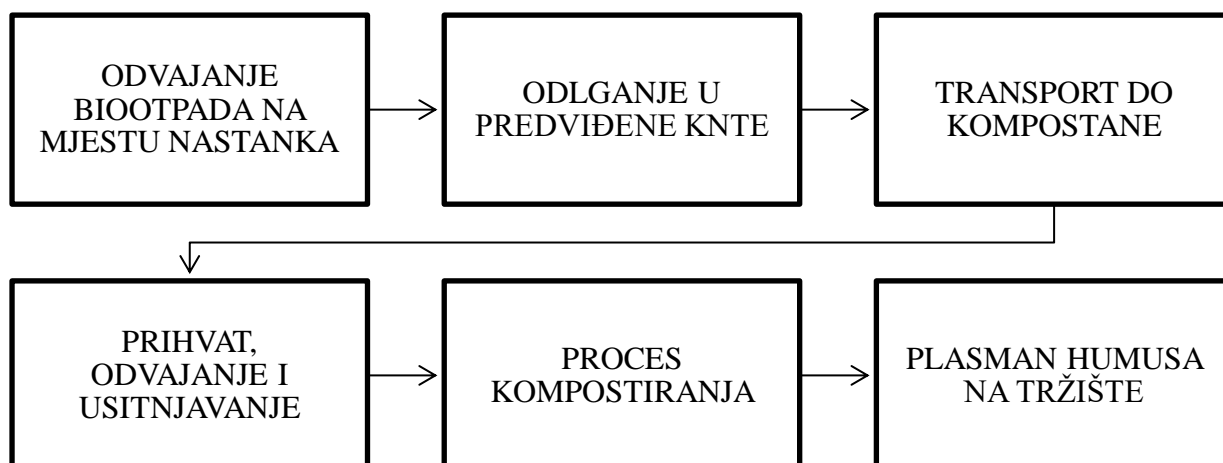 ODVAJANJE
BIOOTPADA NA
MJESTU NASTANKA
ODLGANJE U
PREDVIĐENE KNTE
TRANSPORT DO
KOMPOSTANE
PRIHVAT,
ODVAJANJE I
USITNJAVANJE
PROCES
KOMPOSTIRANJA
PLASMAN HUMUSA
NA TRŽIŠTE